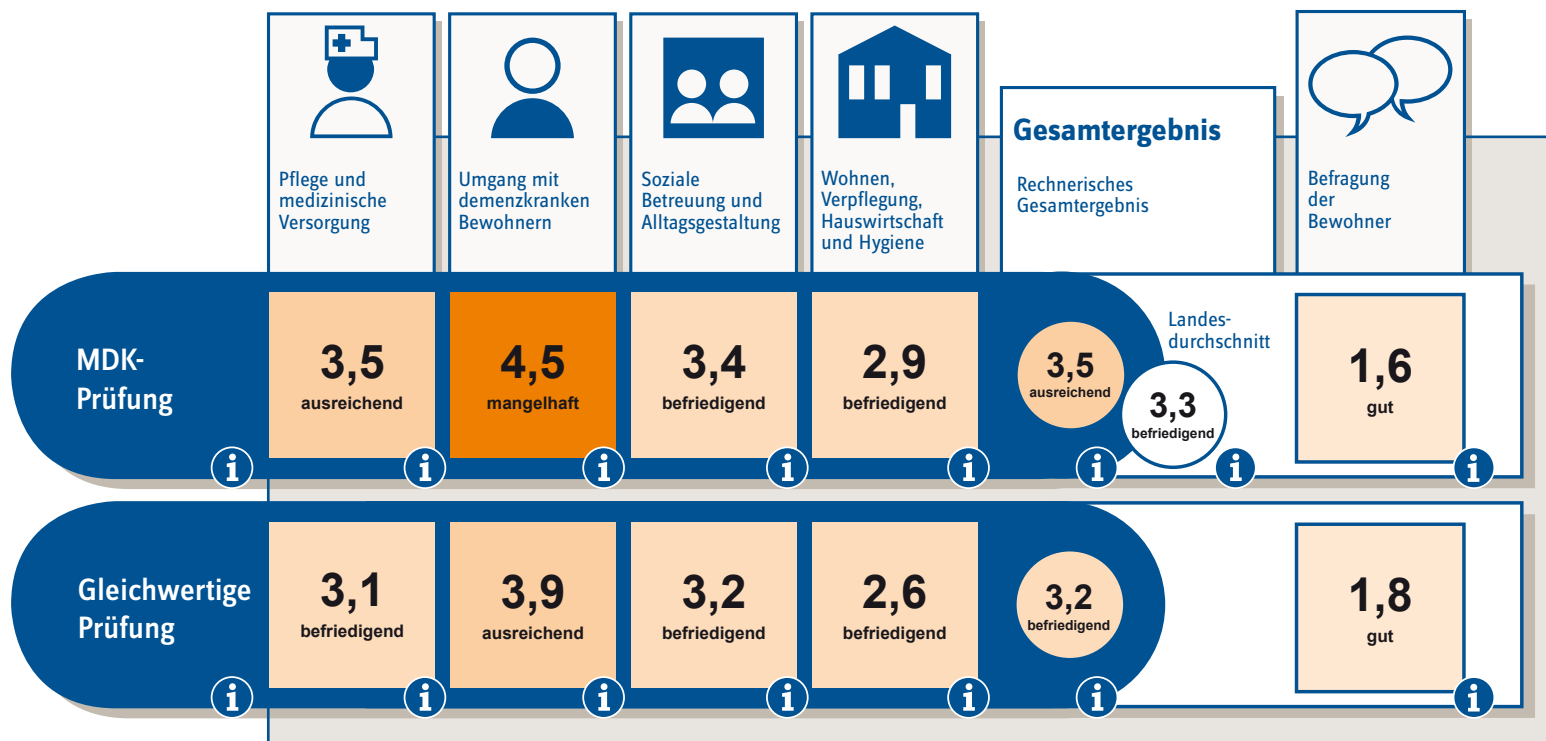 Pflege und
medizinische
Versorgung
Umgang mit
demenzkranken
Bewohnern
Soziale
Betreuung und
Alltagsgestaltung
Wohnen,
Verpflegung,
Hauswirtschaft
und Hygiene
Gesamtergebnis
Rechnerisches
Gesamtergebnis
Befragung
der
Bewohner
MDK-
Prüfung
i
3,5
ausreichend
i
4,5
mangelhaft
i
3,4
befriedigend
i
2,9
befriedigend
i
3,5
ausreichend
i
Landes-
durchschnitt
3,3
befriedigend
i
1,6
gut
i
Gleichwertige
Prüfung
i
3,1
befriedigend
i
3,9
ausreichend
i
3,2
befriedigend
i
2,6
befriedigend
i
3,2
befriedigend
i
1,8
gut
i